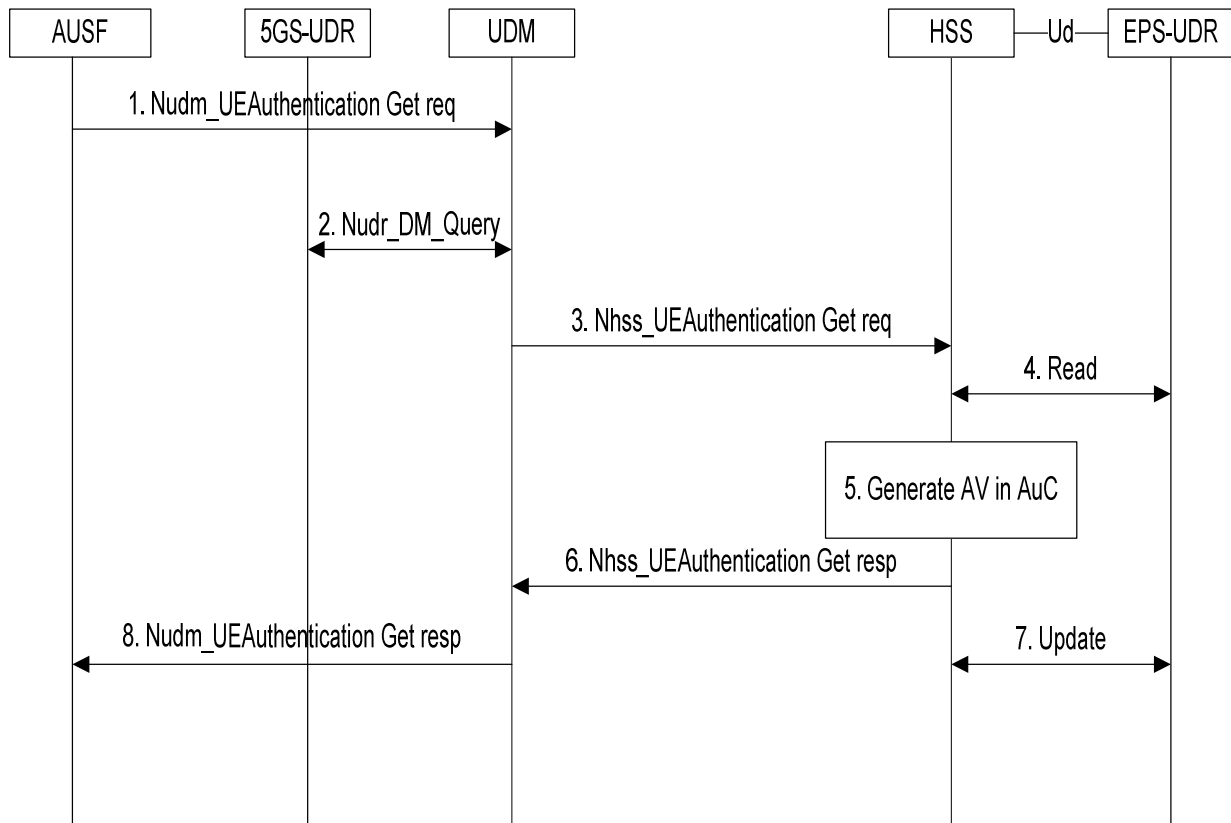 AUSF
5GS-UDR
UDM
HSS
Ud
EPS-UDR
1. Nudm_UEAuthentication Get req
2. Nudr_DM_Query
3. Nhss_UEAuthentication Get req
4. Read
5. Generate AV in AuC
6. Nhss_UEAuthentication Get resp
8. Nudm_UEAuthentication Get resp
7. Update